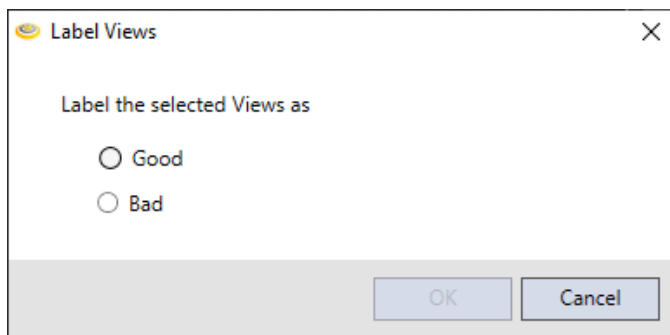 Label Views
Label the selected Views as
Good
Bad
OK
Cancel